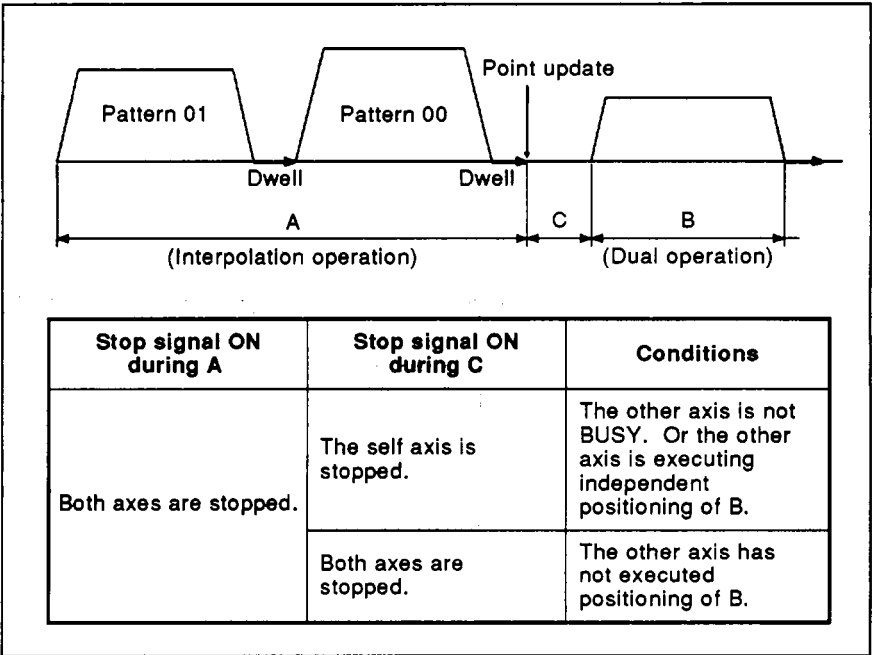 Point update
Pattern 01
Pattern 00
Dwell
Dwell
A
C
B
(Interpolation operation)
(Dual operation)
Stop signal ON
during A
Stop signal ON
during C
Conditions
Both axes are stopped.
The self axis is
stopped.
The other axis is not
BUSY. Or the other
axis is executing
independent
positioning of B.
Both axes are
stopped.
The other axis has
not executed
positioning of B.